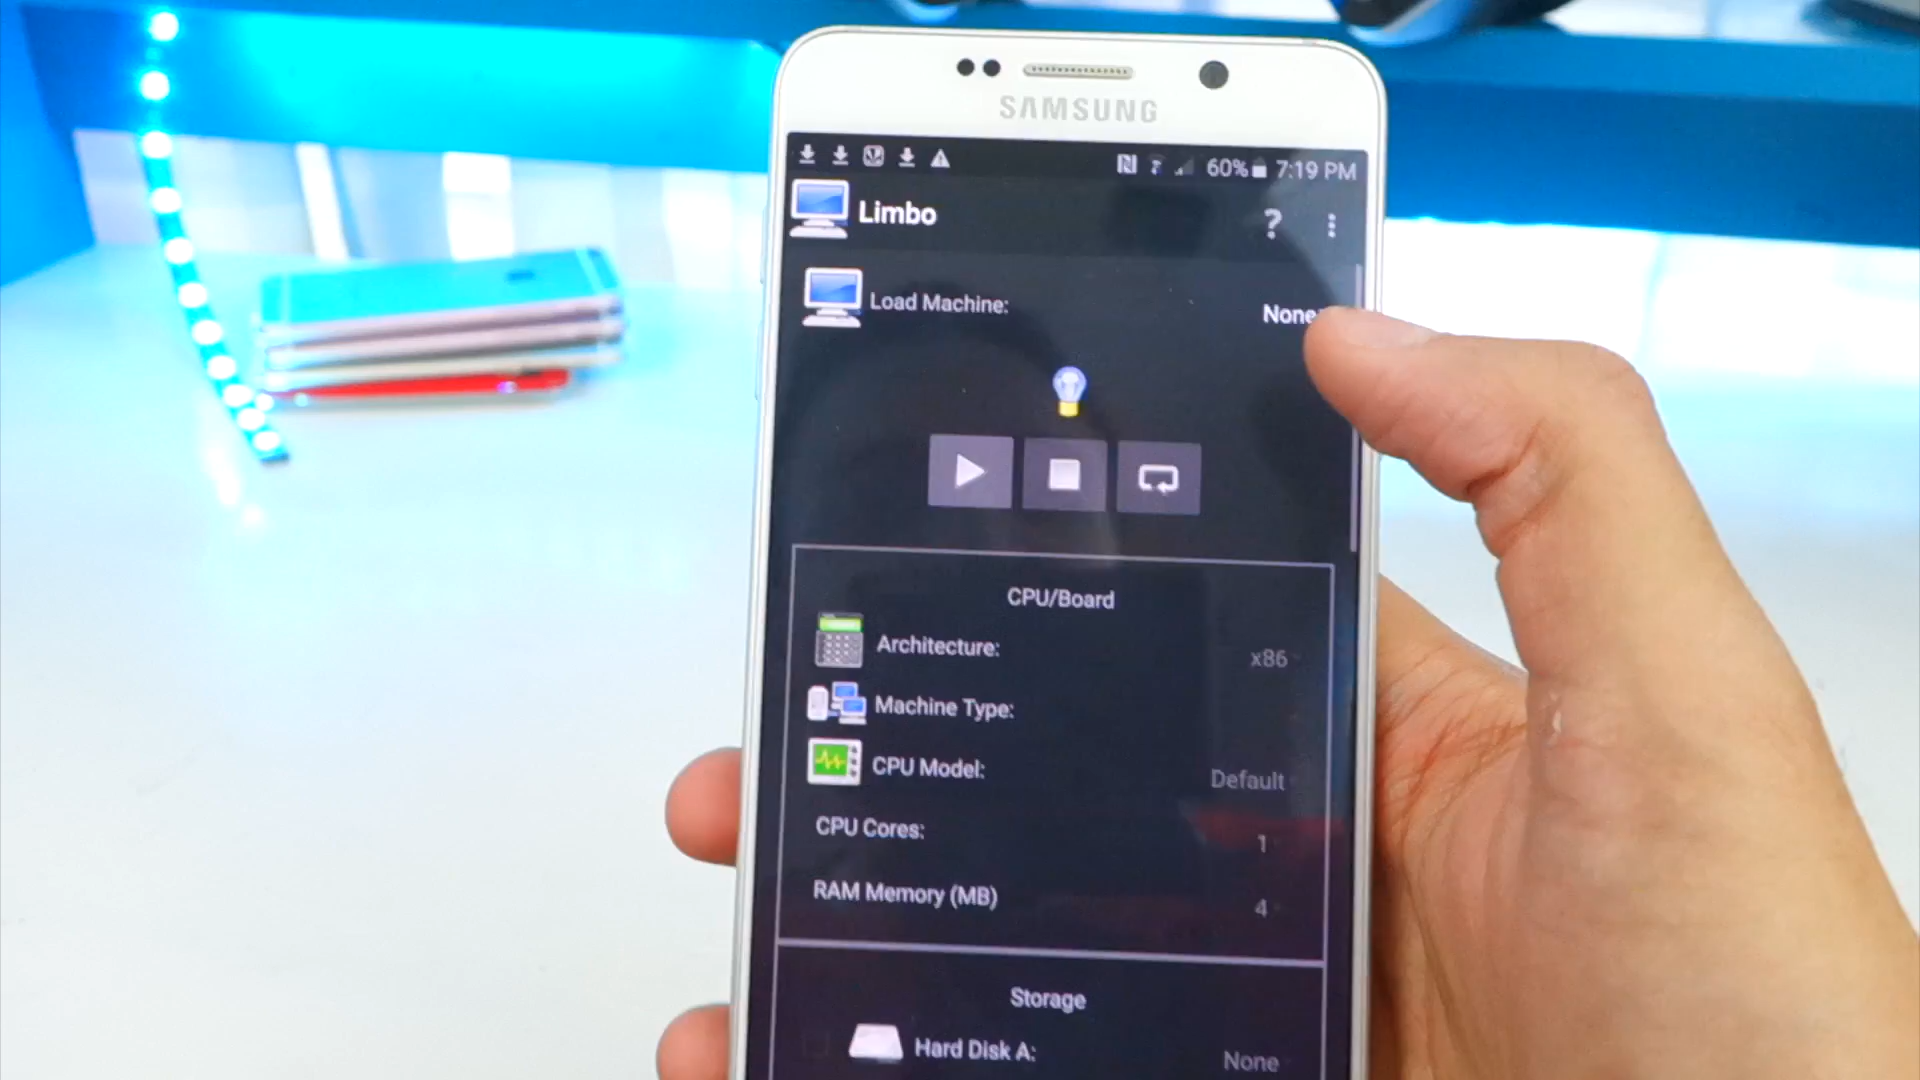 SAMSUNG
60% 7:19 PM
Limbo ?
Load Machine: None
CPU/Board
Architecture: x86
Machine Type:
CPU Model: Default
CPU Cores: 1
RAM Memory (MB) 4
Storage
Hard Disk A: None